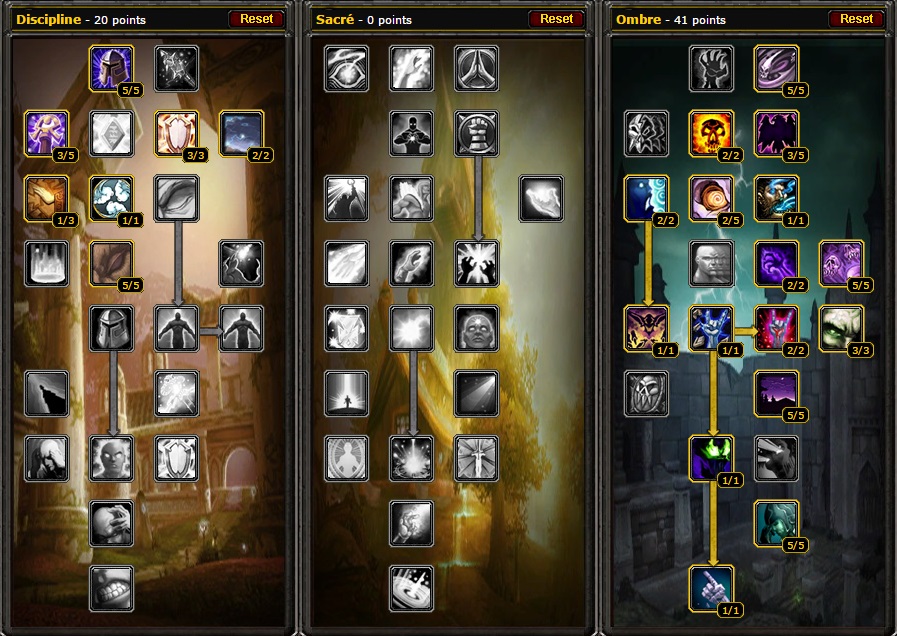 Discipline - 20 points Reset
Sacré - 0 points Reset
Ombre - 41 points Reset
5/5
3/5 3/3 2/2
1/3 1/1
5/5
5/5
2/2 3/5
2/2 2/5 1/1
2/2 5/5
1/1 1/1 2/2 3/3
5/5
1/1
5/5
1/1